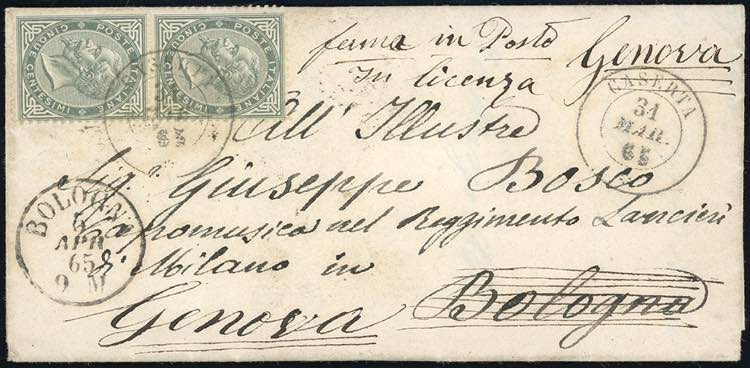 POSTE ITALIANE CINQUE CENTESIMI
POSTE ITALIANE CINQUE CENTESIMI
ferma in Posta Genova
in licenza
CASERTA
31
MAR.
65
All' Illustre
Sig. Giuseppe Bosco
Capomusica nel Reggimento Lancieri
di Milano in
Genova Bologna
BOLOGNA
APR
65
9 M